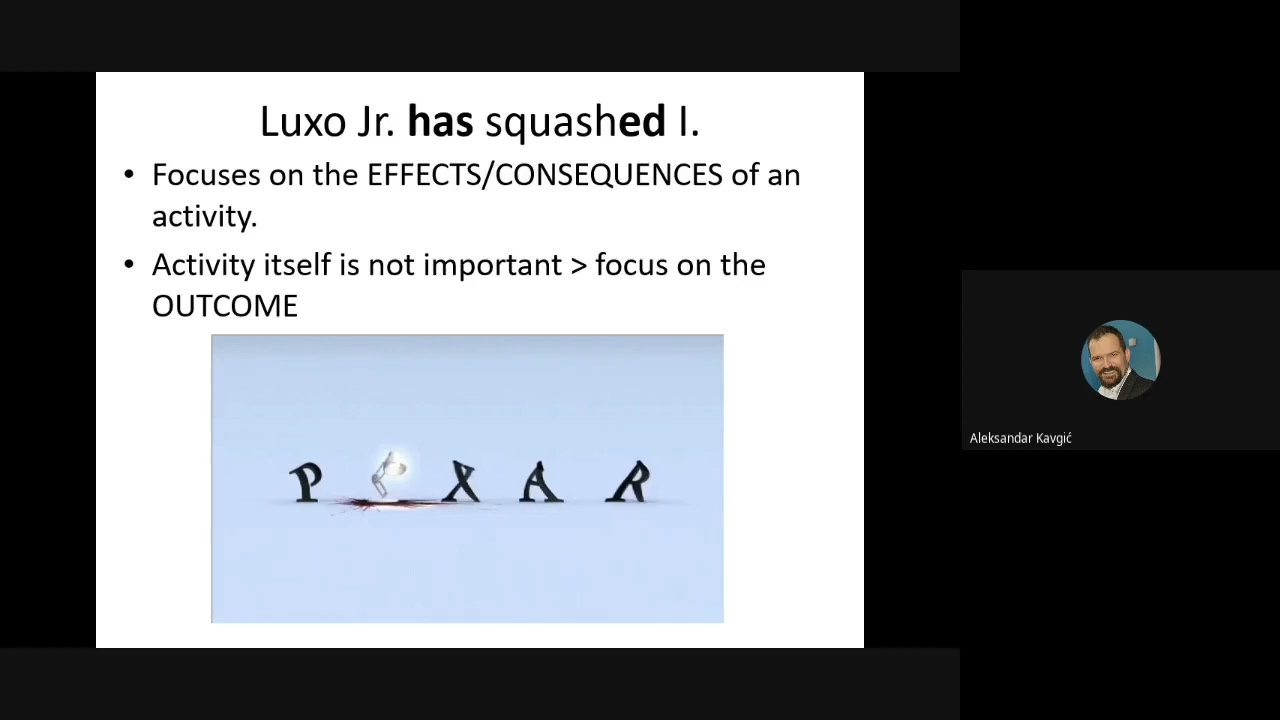 Luxo Jr. has squashed I.
• Focuses on the EFFECTS/CONSEQUENCES of an
activity.
• Activity itself is not important > focus on the
OUTCOME
P X A R
Aleksandar Kavgić